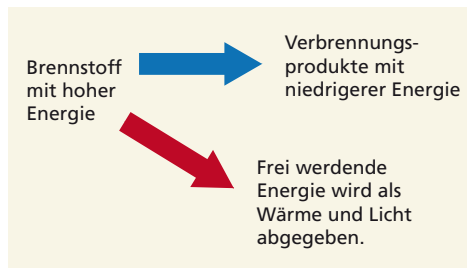 Brennstoff
mit hoher
Energie
Verbrennungs-
produkte mit
niedrigerer Energie
Frei werdende
Energie wird als
Wärme und Licht
abgegeben.